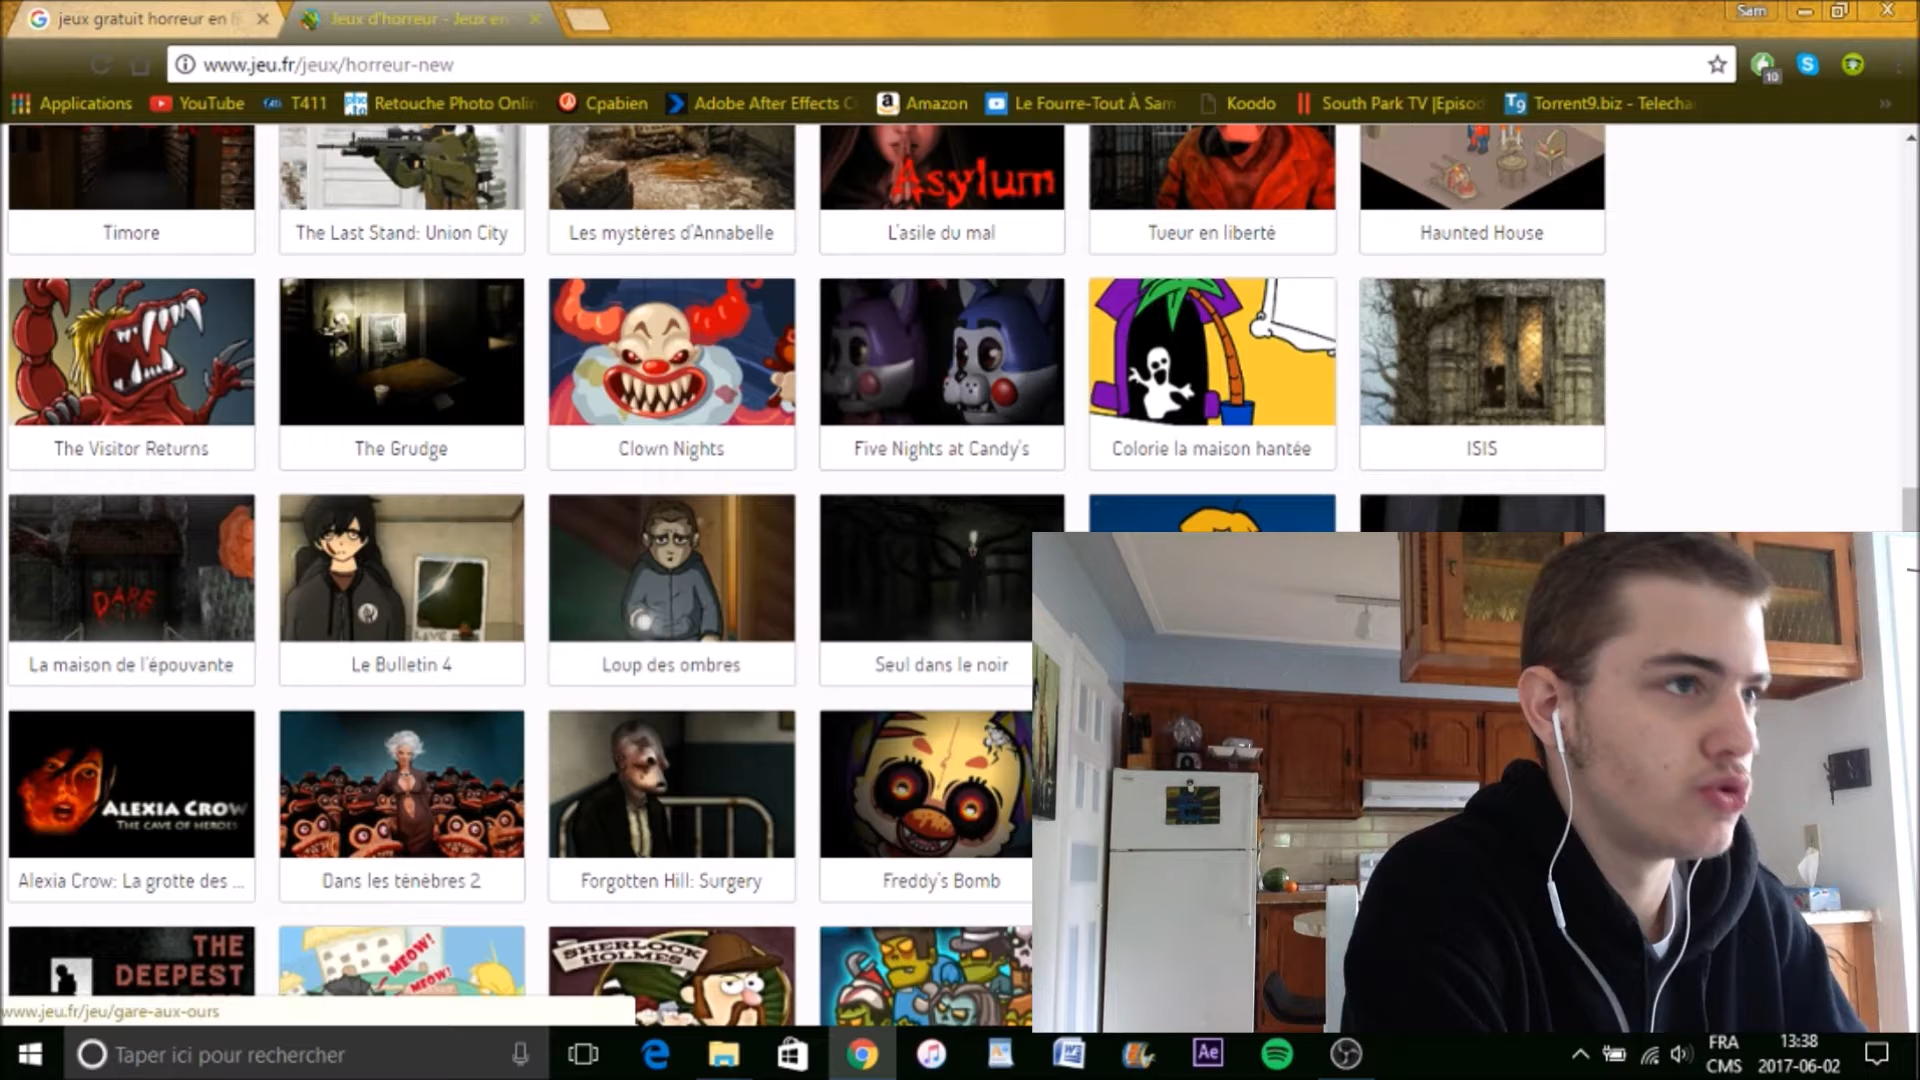 jeux gratuit horreur en l
Jeux d'horreur - Jeux en
Sam
www.jeu.fr/jeux/horreur-new
10
Applications
YouTube
T411
Retouche Photo Onlin
Cpabien
Adobe After Effects C
Amazon
Le Fourre-Tout À Sam
Koodo
South Park TV |Episod
Torrent9.biz - Telecha
Asylum
Timore
The Last Stand: Union City
Les mystères d'Annabelle
L'asile du mal
Tueur en liberté
Haunted House
The Visitor Returns
The Grudge
Clown Nights
Five Nights at Candy's
Colorie la maison hantée
ISIS
DARE
La maison de l'épouvante
Le Bulletin 4
Loup des ombres
Seul dans le noir
ALEXIA CROW
THE CAVE OF HEROES
Alexia Crow: La grotte des ...
Dans les ténèbres 2
Forgotten Hill: Surgery
Freddy's Bomb
THE
DEEPEST
MEOW!
MEOW!
SHERLOCK
HOLMES
www.jeu.fr/jeu/gare-aux-ours
Taper ici pour rechercher
Ae
FRA
CMS
13:38
2017-06-02